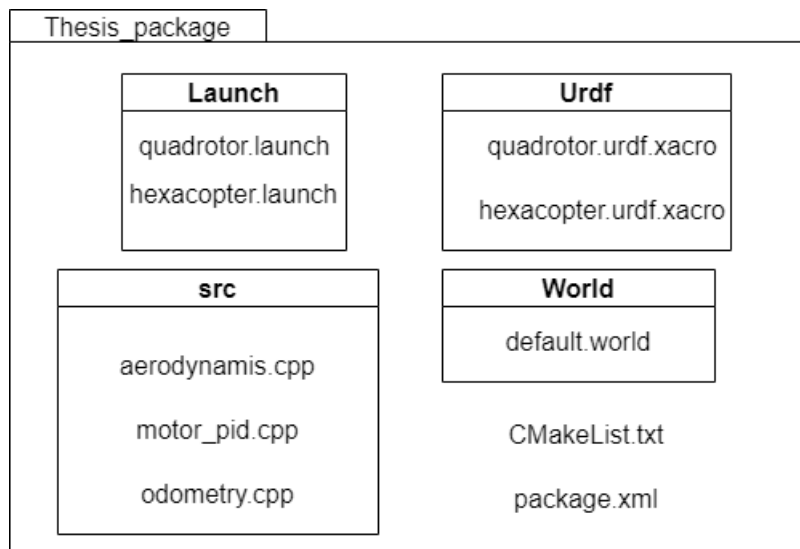 Thesis_package
Launch
quadrotor.launch
hexacopter.launch
Urdf
quadrotor.urdf.xacro
hexacopter.urdf.xacro
src
aerodynamis.cpp
motor_pid.cpp
odometry.cpp
World
default.world
CMakeList.txt
package.xml